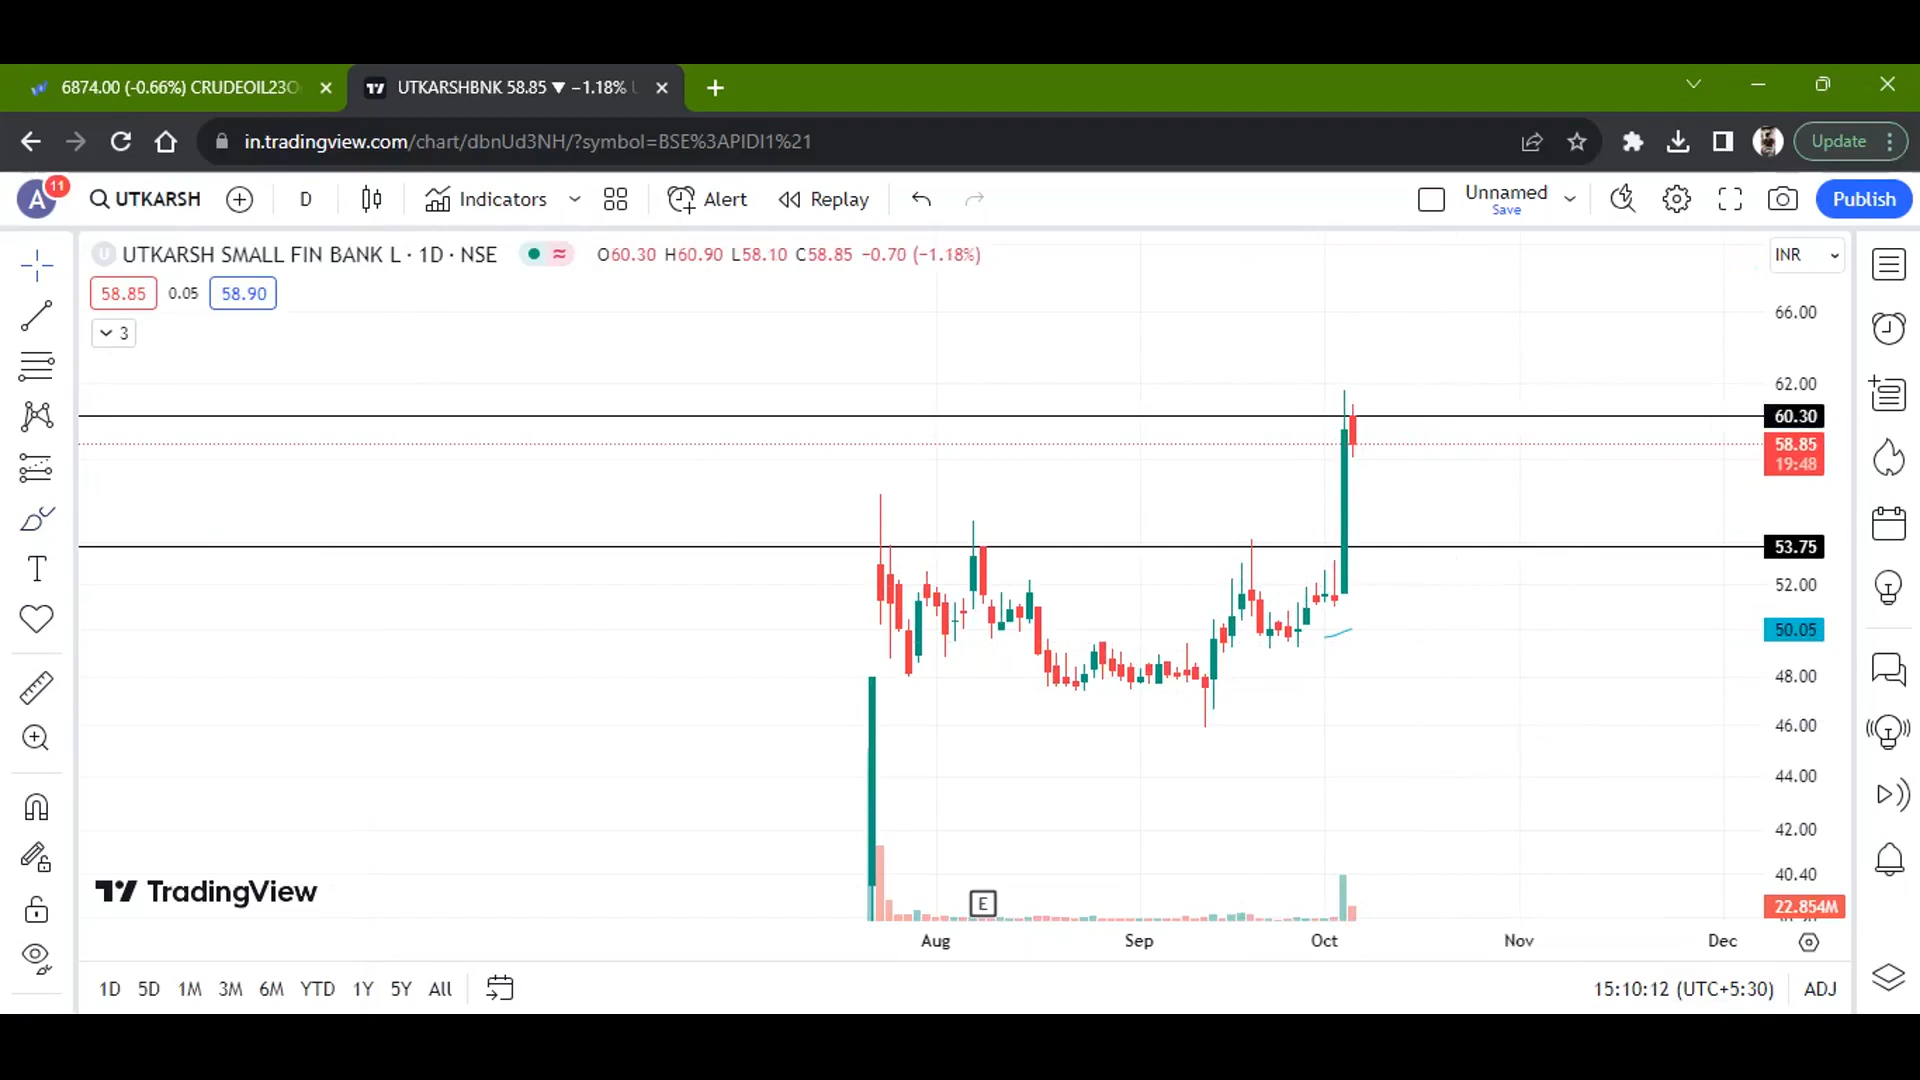 6874.00 (-0.66%) CRUDEOIL23O
UTKARSHBNK 58.85 ▼ −1.18%
in.tradingview.com/chart/dbnUd3NH/?symbol=BSE%3APIDI1%21
Update
A
11
UTKARSH
D
Indicators
Alert
Replay
Unnamed
Save
Publish
U
UTKARSH SMALL FIN BANK L · 1D · NSE
O60.30 H60.90 L58.10 C58.85 −0.70 (−1.18%)
INR
58.85
0.05
58.90
3
66.00
62.00
60.30
58.85
19:48
53.75
52.00
50.05
48.00
46.00
44.00
42.00
40.40
22.854M
TradingView
E
Aug
Sep
Oct
Nov
Dec
1D
5D
1M
3M
6M
YTD
1Y
5Y
All
15:10:12 (UTC+5:30)
ADJ